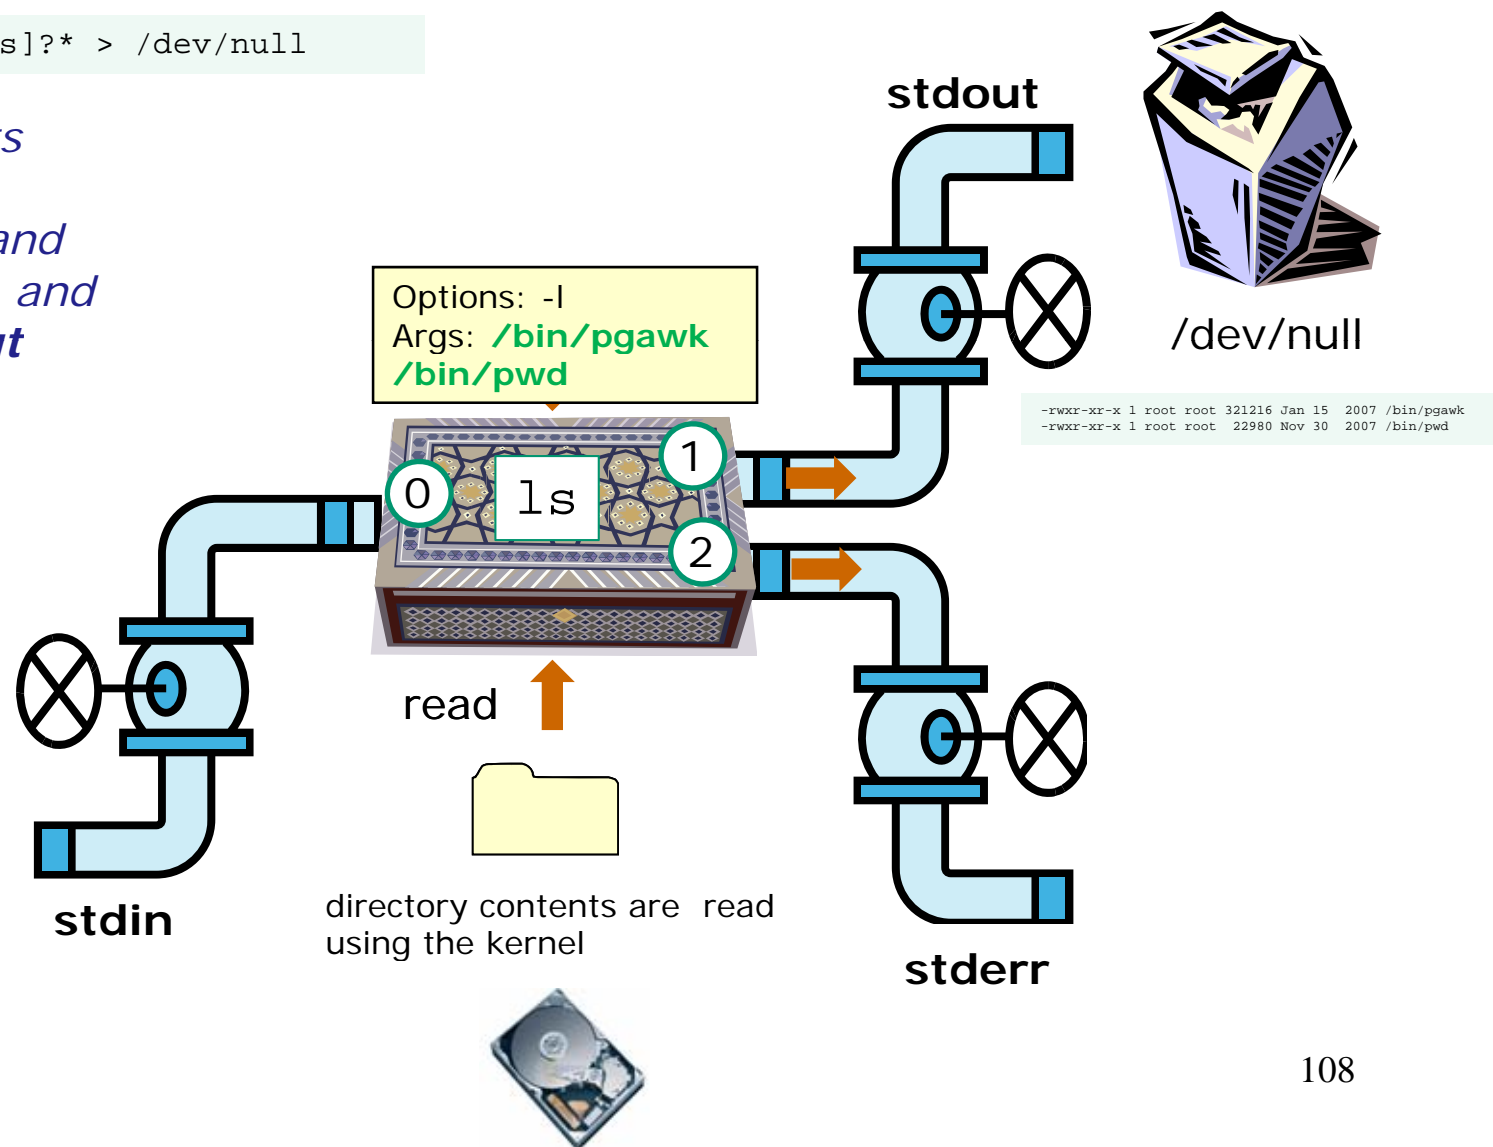 s]?* > /dev/null
stdout
s
and
and
ut
Options: -l
Args: /bin/pgawk
/bin/pwd
/dev/null
-rwxr-xr-x 1 root root 321216 Jan 15 2007 /bin/pgawk
-rwxr-xr-x 1 root root 22980 Nov 30 2007 /bin/pwd
0
ls
1
2
read
stdin
directory contents are read
using the kernel
stderr
108